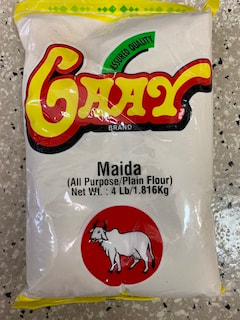 ASSURED QUALITY
GAAY
BRAND
Maida
(All Purpose/Plain Flour)
Net Wt. : 4 Lb/1.816Kg